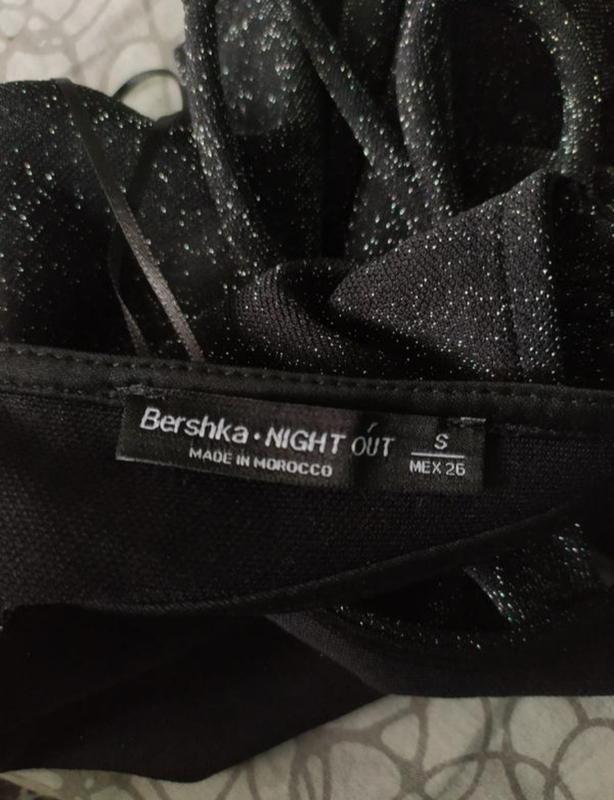 Bershka • NIGHT OUT
MADE IN MOROCCO
S
MEX 26